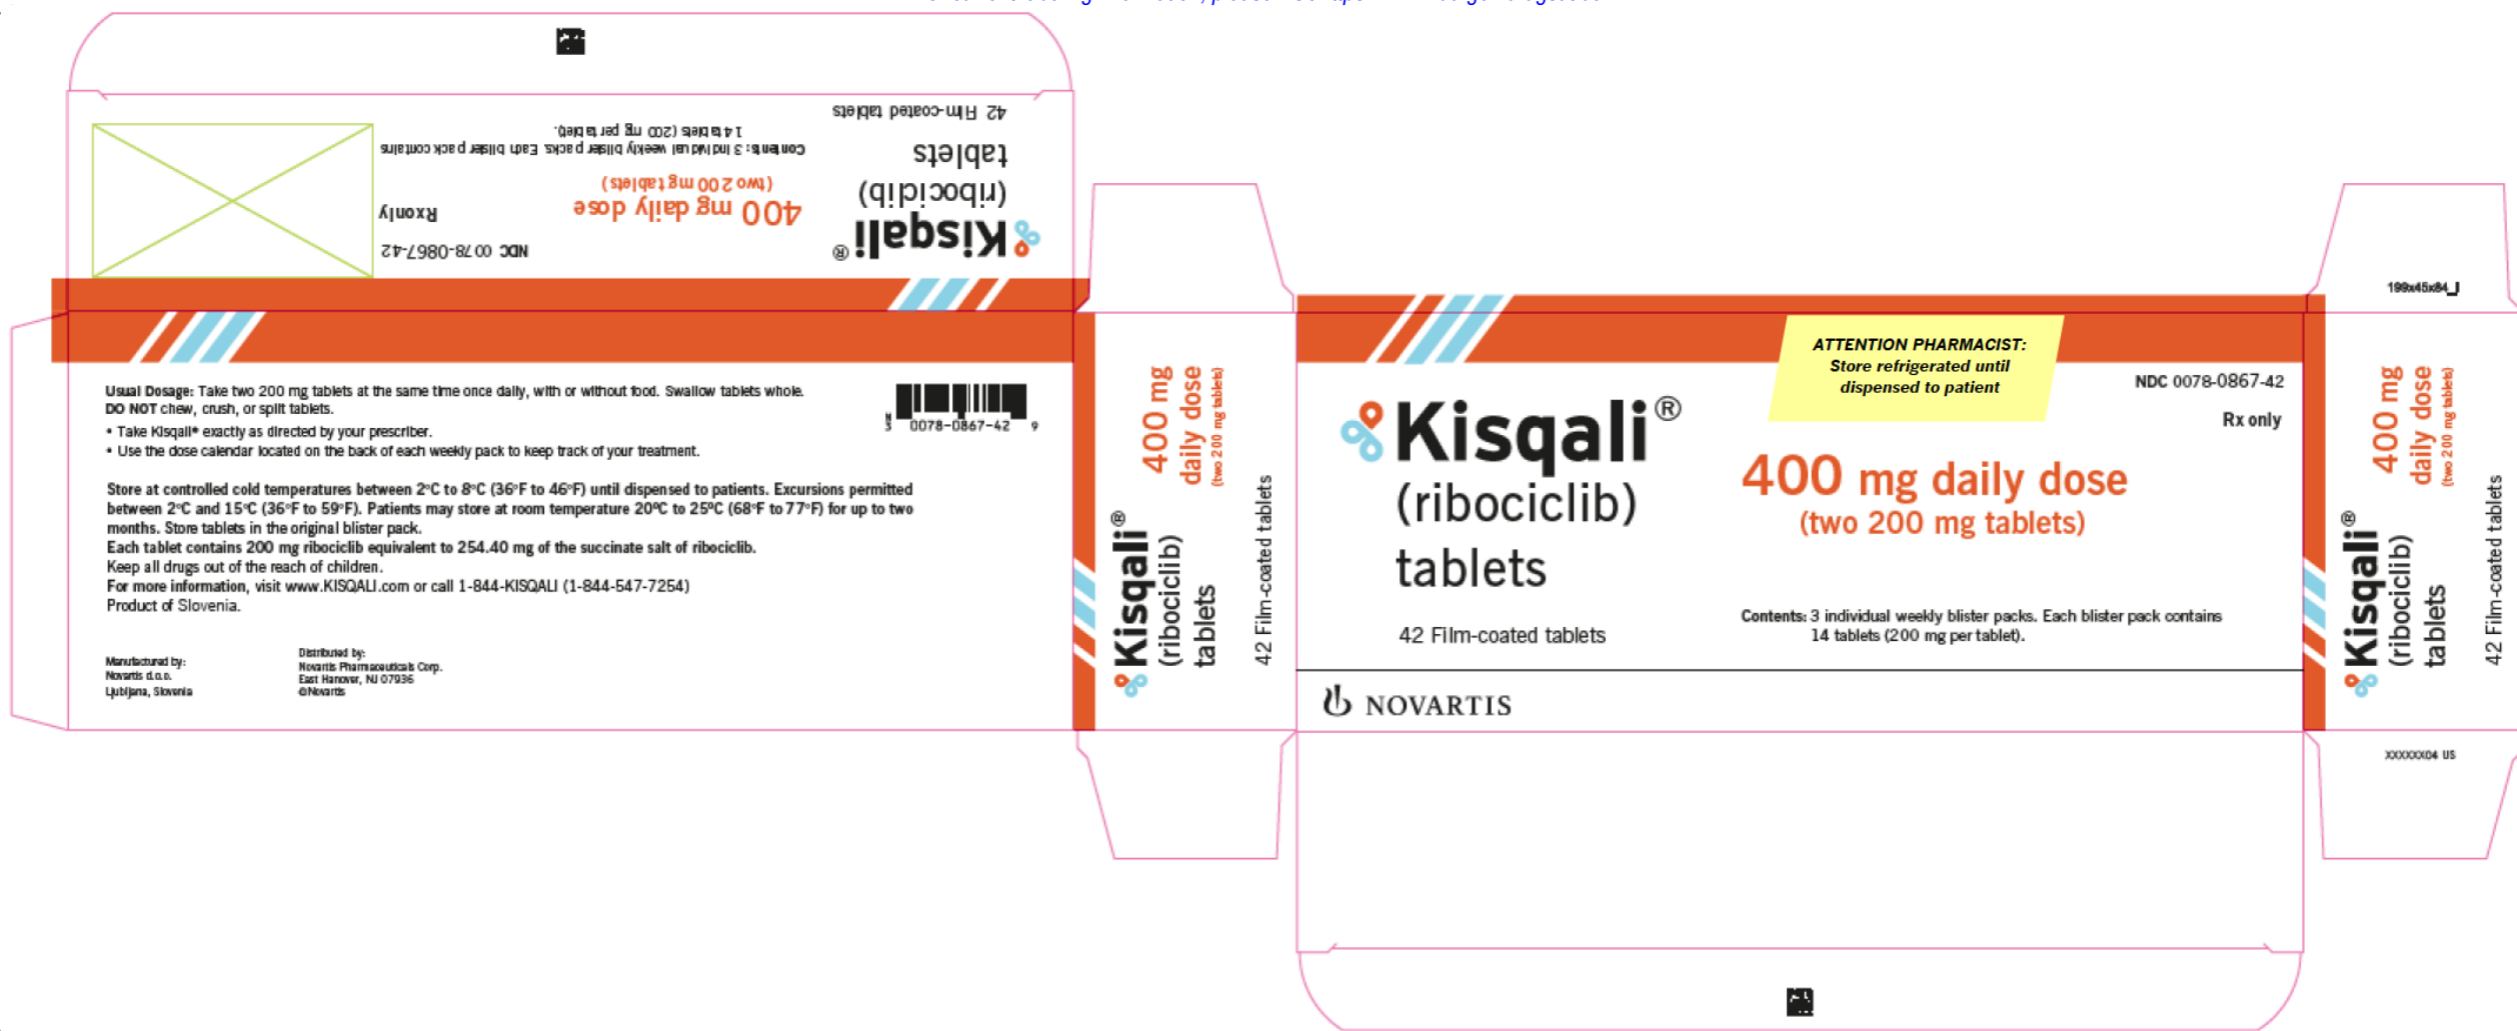 42 Film-coated tablets
Contents: 3 individual weekly blister packs. Each blister pack contains
14 tablets (200 mg per tablet).
tablets
(two 200 mg tablets)
(ribociclib)
400 mg daily dose
Rx only
Kisqali®
NDC 0078-0867-42
Usual Dosage: Take two 200 mg tablets at the same time once daily, with or without food. Swallow tablets whole.
DO NOT chew, crush, or split tablets.
• Take Kisqali® exactly as directed by your prescriber.
• Use the dose calendar located on the back of each weekly pack to keep track of your treatment.
N
3 0078-0867-42 9
Store at controlled cold temperatures between 2°C to 8°C (36°F to 46°F) until dispensed to patients. Excursions permitted
between 2°C and 15°C (36°F to 59°F). Patients may store at room temperature 20ºC to 25ºC (68°F to 77°F) for up to two
months. Store tablets in the original blister pack.
Each tablet contains 200 mg ribociclib equivalent to 254.40 mg of the succinate salt of ribociclib.
Keep all drugs out of the reach of children.
For more information, visit www.KISQALI.com or call 1-844-KISQALI (1-844-547-7254)
Product of Slovenia.
Manufactured by:
Novartis d.o.o.
Ljubljana, Slovenia
Distributed by:
Novartis Pharmaceuticals Corp.
East Hanover, NJ 07936
©Novartis
Kisqali®
(ribociclib)
tablets
400 mg
daily dose
(two 200 mg tablets)
42 Film-coated tablets
ATTENTION PHARMACIST:
Store refrigerated until
dispensed to patient
NDC 0078-0867-42
Rx only
Kisqali®
(ribociclib)
tablets
400 mg daily dose
(two 200 mg tablets)
42 Film-coated tablets
Contents: 3 individual weekly blister packs. Each blister pack contains
14 tablets (200 mg per tablet).
NOVARTIS
199x45x84_I
Kisqali®
(ribociclib)
tablets
400 mg
daily dose
(two 200 mg tablets)
42 Film-coated tablets
XXXXXX04 US